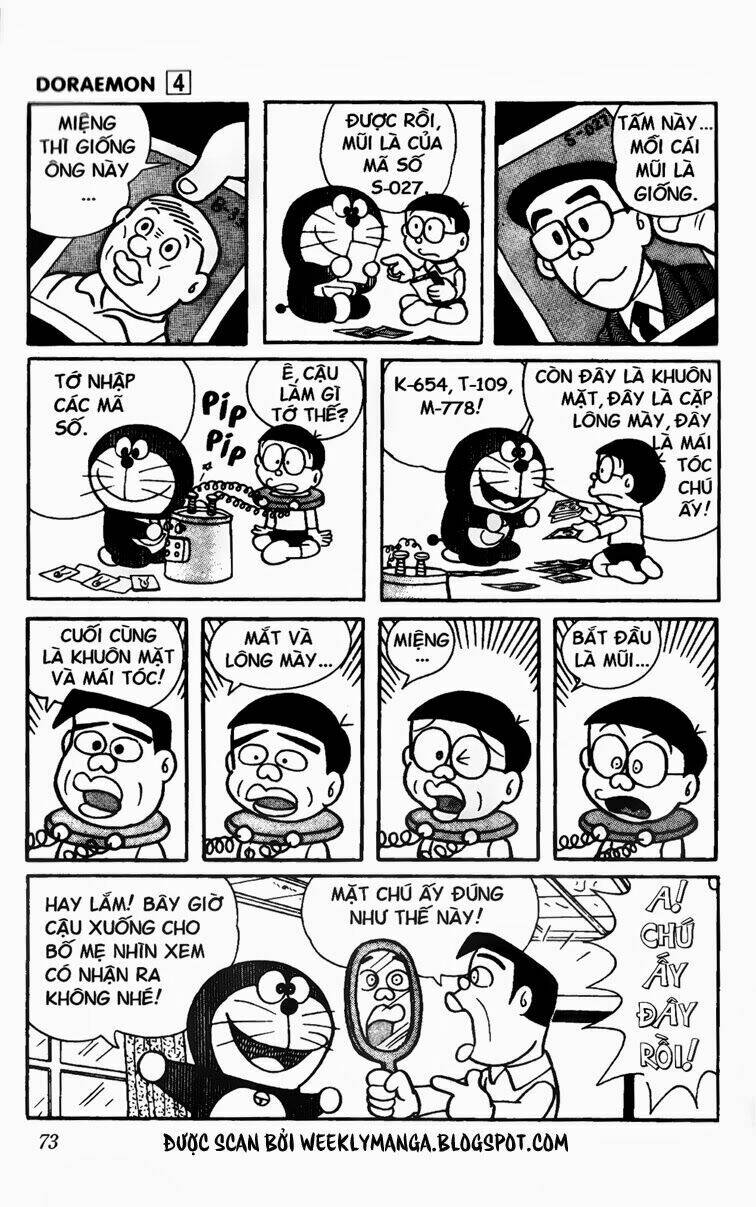 DORAEMON 4
TẤM NÀY...
MỖI CÁI
MŨI LÀ
GIỐNG.
S-027
ĐƯỢC RỒI,
MŨI LÀ CỦA
MÃ SỐ
S-027.
MIỆNG
THÌ GIỐNG
ÔNG NÀY
...
CÒN ĐÂY LÀ KHUÔN
MẶT, ĐÂY LÀ CẶP
LÔNG MÀY, ĐÂY
LÀ MÁI
TÓC
CHÚ
ẤY!
K-654, T-109,
M-778!
Ê, CẬU
LÀM GÌ
TỚ THẾ?
PÍP
PÍP
TỚ NHẬP
CÁC MÃ
SỐ.
BẮT ĐẦU
LÀ MŨI...
MIỆNG
...
MẮT VÀ
LÔNG MÀY...
CUỐI CÙNG
LÀ KHUÔN MẶT
VÀ MÁI TÓC!
A!
CHÚ
ẤY
ĐÂY
RỒI!
MẶT CHÚ ẤY ĐÚNG
NHƯ THẾ NÀY!
HAY LẮM! BÂY GIỜ
CẬU XUỐNG CHO
BỐ MẸ NHÌN XEM
CÓ NHẬN RA
KHÔNG NHÉ!
73
ĐƯỢC SCAN BỞI WEEKLYMANGA.BLOGSPOT.COM